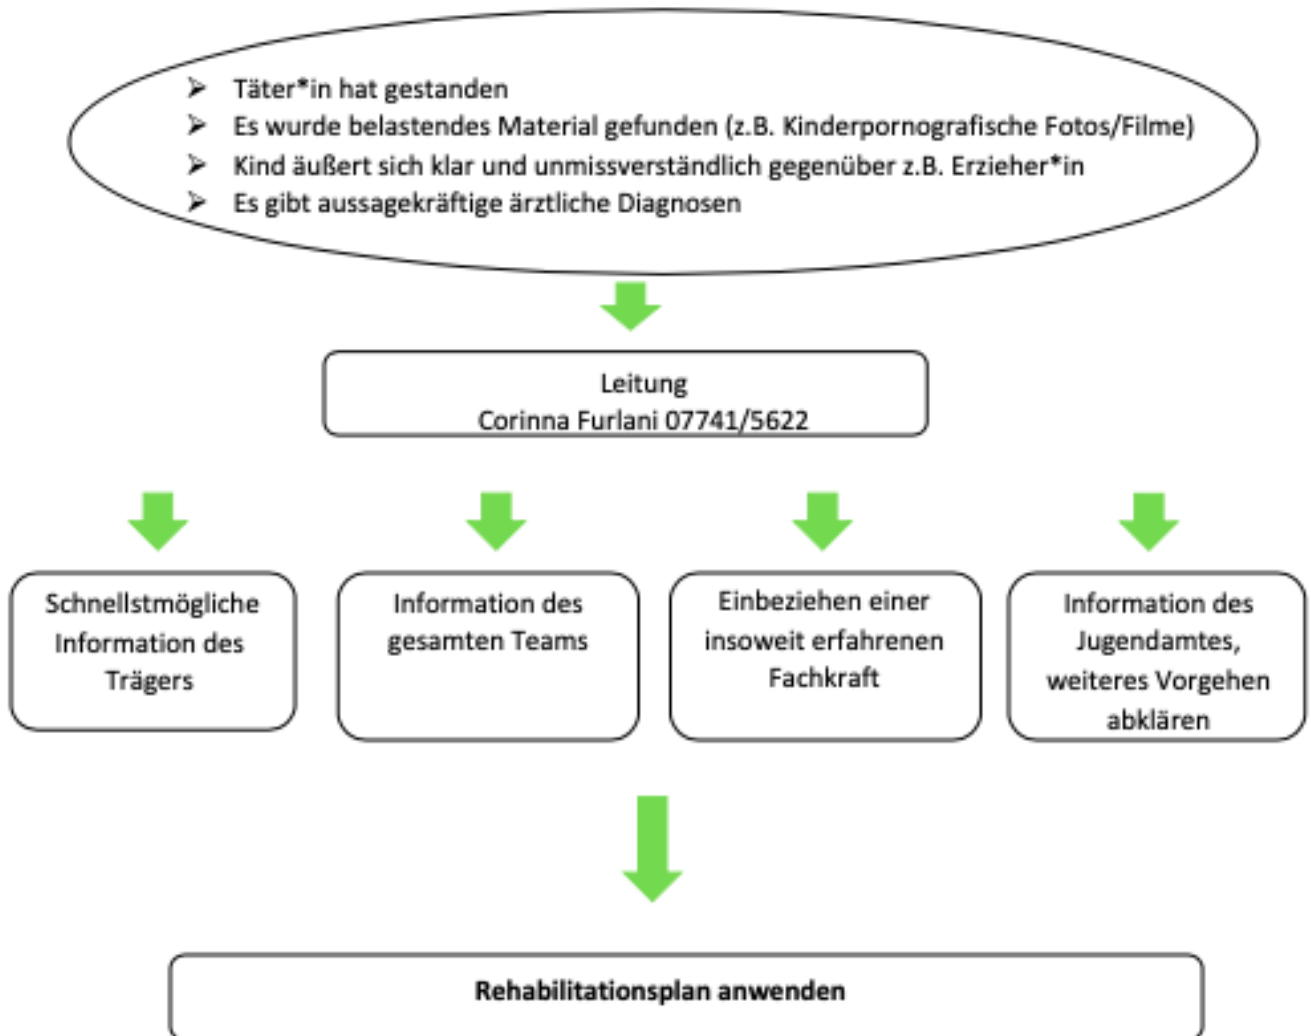 ➢ Täter*in hat gestanden
➢ Es wurde belastendes Material gefunden (z.B. Kinderpornografische Fotos/Filme)
➢ Kind äußert sich klar und unmissverständlich gegenüber z.B. Erzieher*in
➢ Es gibt aussagekräftige ärztliche Diagnosen
Leitung
Corinna Furlani 07741/5622
Schnellstmögliche
Information des
Trägers
Information des
gesamten Teams
Einbeziehen einer
insoweit erfahrenen
Fachkraft
Information des
Jugendamtes,
weiteres Vorgehen
abklären
Rehabilitationsplan anwenden